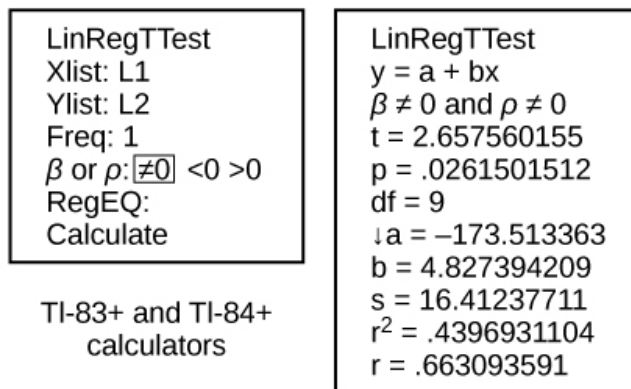 LinRegTTest
Xlist: L1
Ylist: L2
Freq: 1
β or ρ: ≠0 <0 >0
RegEQ:
Calculate
TI-83+ and TI-84+
calculators
LinRegTTest
y = a + bx
β ≠ 0 and ρ ≠ 0
t = 2.657560155
p = .0261501512
df = 9
↓a = –173.513363
b = 4.827394209
s = 16.41237711
r² = .4396931104
r = .663093591